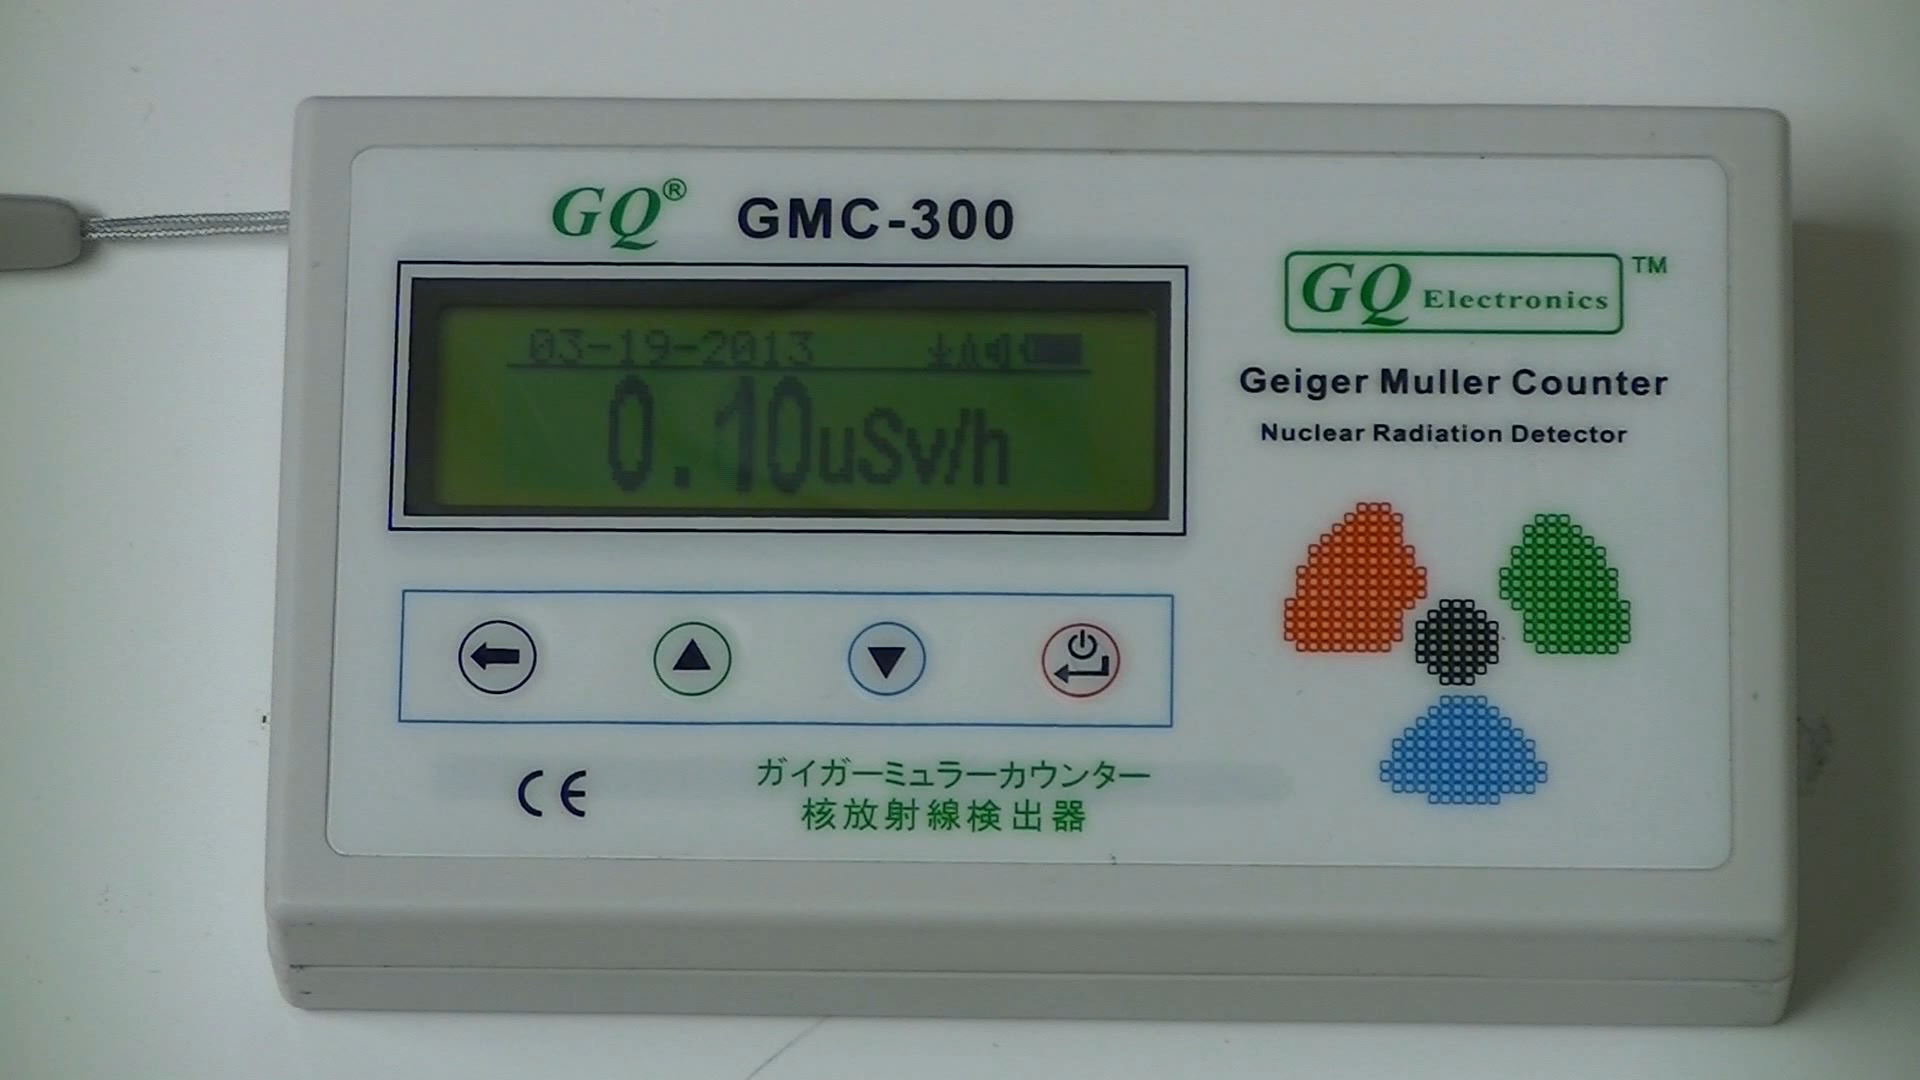 GQ® GMC-300
03-19-2013
0.10uSv/h
GQ Electronics TM
Geiger Muller Counter
Nuclear Radiation Detector
CE
ガイガーミュラーカウンター
核放射線検出器